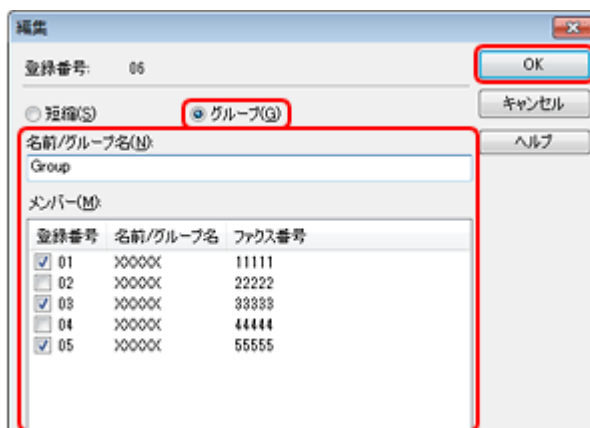 編集
登録番号: 06
OK
短縮(S) グループ(G)
キャンセル
名前/グループ名(N):
ヘルプ
Group
メンバー(M):
登録番号 名前/グループ名 ファクス番号
01 XXXXX 11111
02 XXXXX 22222
03 XXXXX 33333
04 XXXXX 44444
05 XXXXX 55555